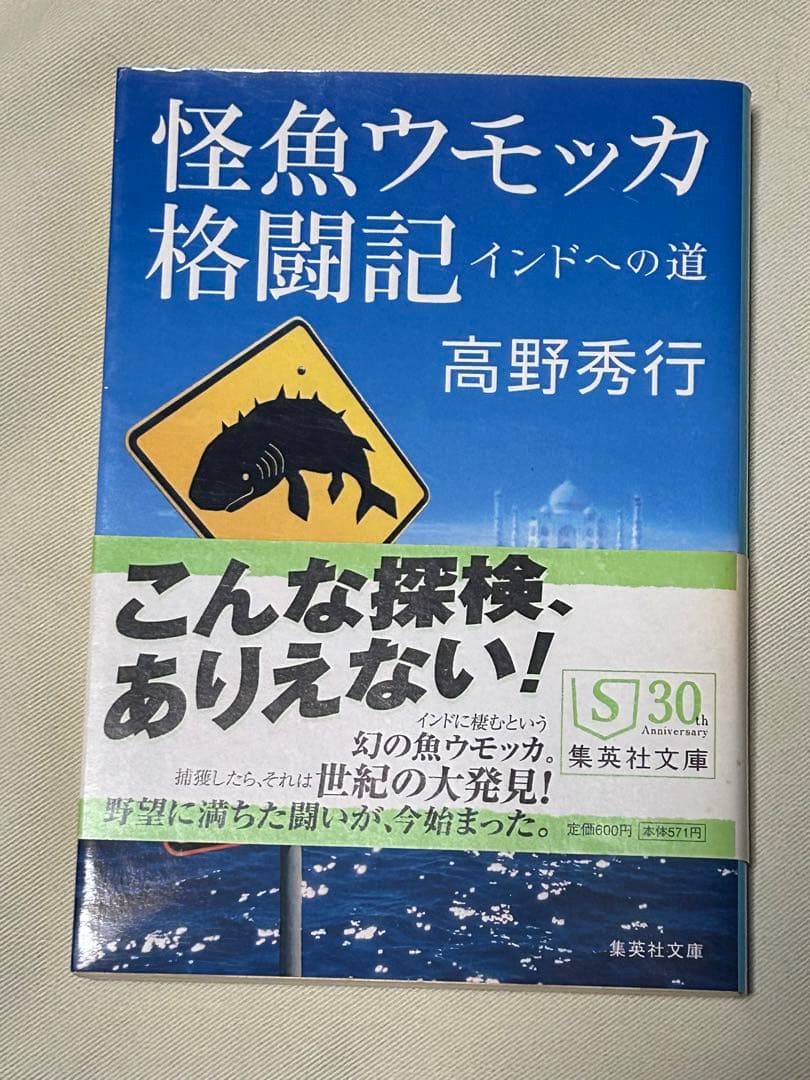 怪魚ウモッカ
格闘記 インドへの道
高野秀行
こんな探検、
ありえない!
インドに棲むという
幻の魚ウモッカ。
捕獲したら、それは世紀の大発見!
野望に満ちた闘いが、今始まった。
S 30th
Anniversary
集英社文庫
定価600円 本体571円
集英社文庫